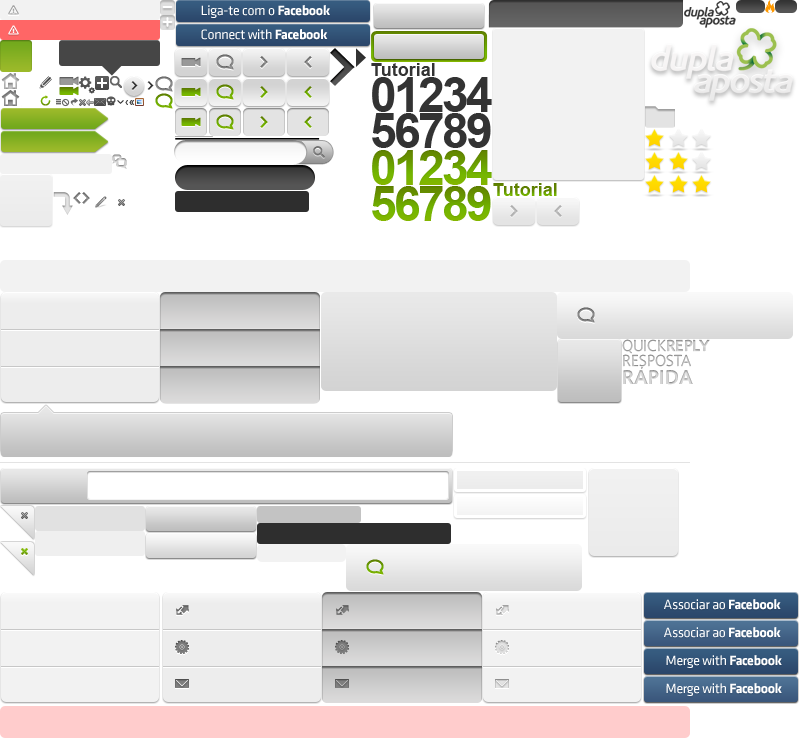 Liga-te com o Facebook
Connect with Facebook
dupla
aposta
dupla
aposta
Tutorial
01234
56789
01234
56789
Tutorial
QUICKREPLY
RESPOSTA
RÁPIDA
Associar ao Facebook
Associar ao Facebook
Merge with Facebook
Merge with Facebook